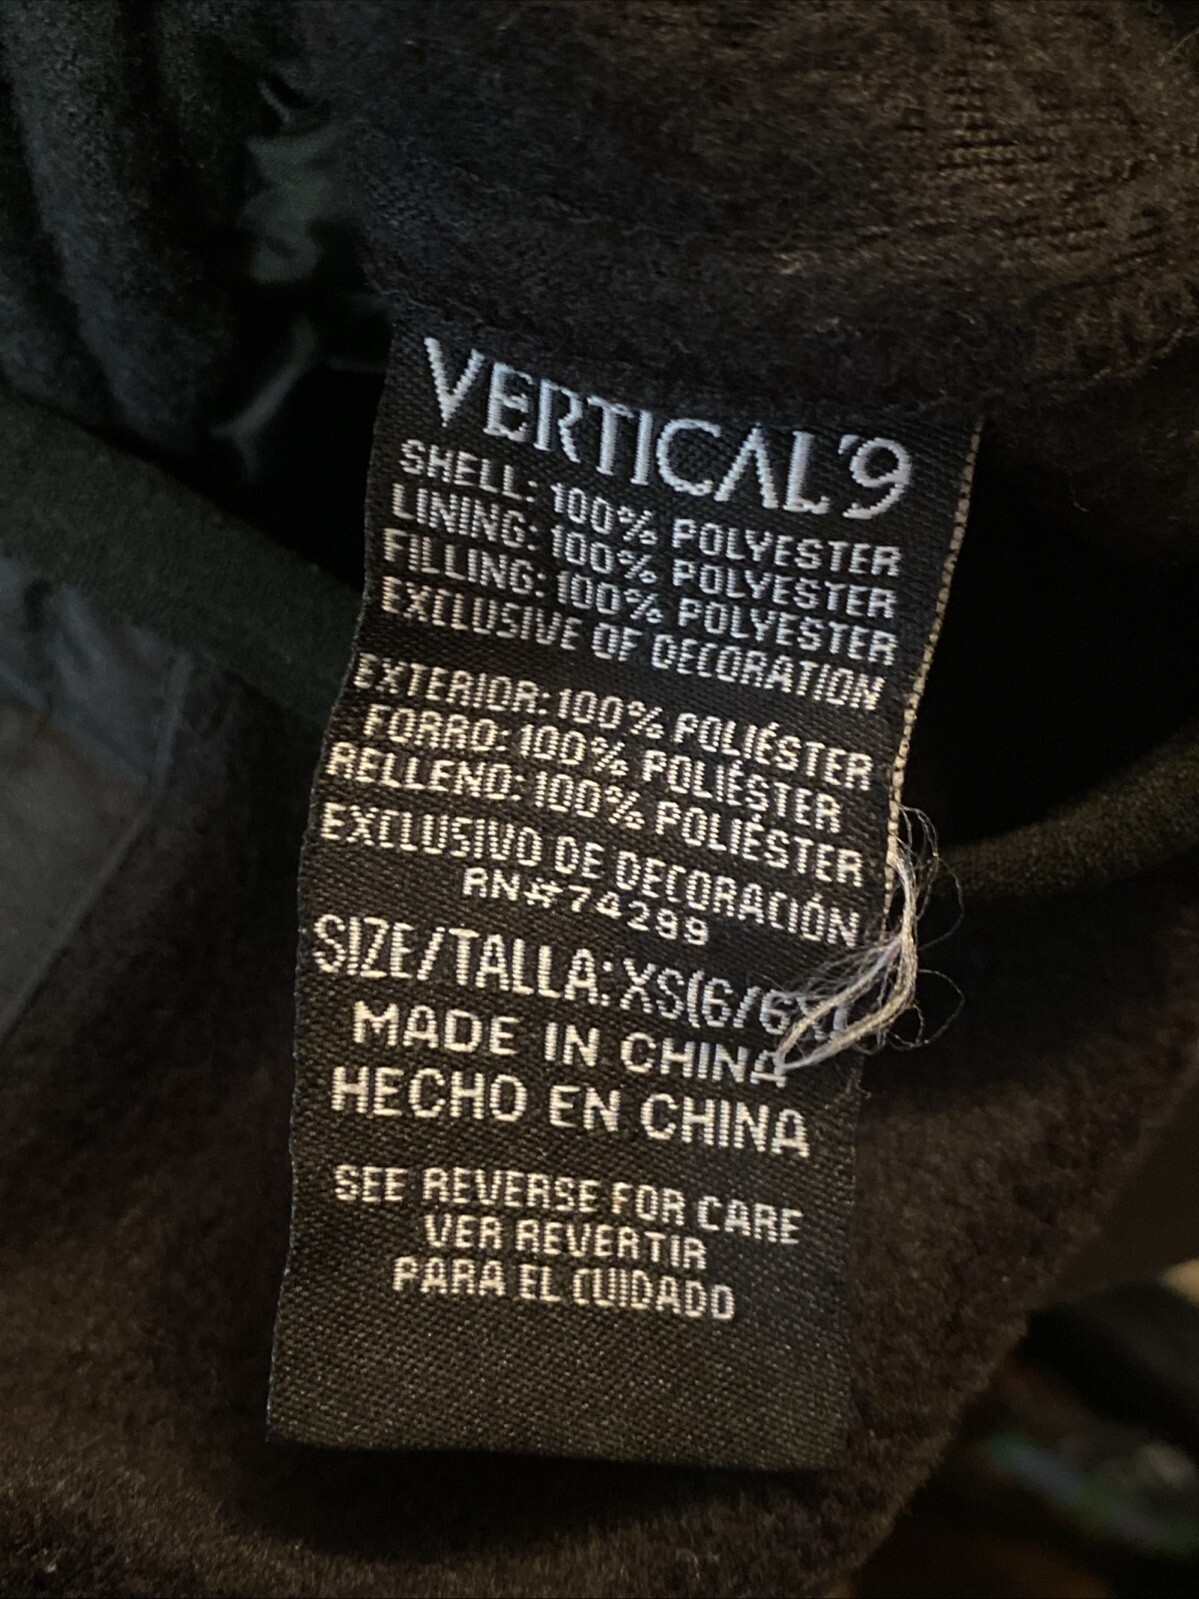 VERTICAL'9
SHELL: 100% POLYESTER
LINING: 100% POLYESTER
FILLING: 100% POLYESTER
EXCLUSIVE OF DECORATION
EXTERIOR: 100% POLIÉSTER
FORRO: 100% POLIÉSTER
RELLENO: 100% POLIÉSTER
EXCLUSIVO DE DECORACIÓN
RN#74299
SIZE/TALLA: XS(6/6X)
MADE IN CHINA
HECHO EN CHINA
SEE REVERSE FOR CARE
VER REVERTIR
PARA EL CUIDADO